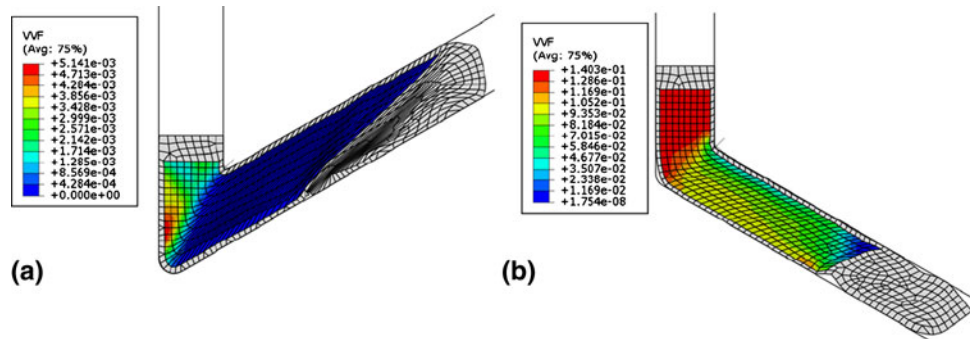 VVF
(Avg: 75%)
+5.141e-03
+4.713e-03
+4.284e-03
+3.856e-03
+3.428e-03
+2.999e-03
+2.571e-03
+2.142e-03
+1.714e-03
+1.285e-03
+8.569e-04
+4.284e-04
+0.000e+00
(a)
VVF
(Avg: 75%)
+1.403e-01
+1.286e-01
+1.169e-01
+1.052e-01
+9.353e-02
+8.184e-02
+7.015e-02
+5.846e-02
+4.677e-02
+3.507e-02
+2.338e-02
+1.169e-02
+1.754e-08
(b)